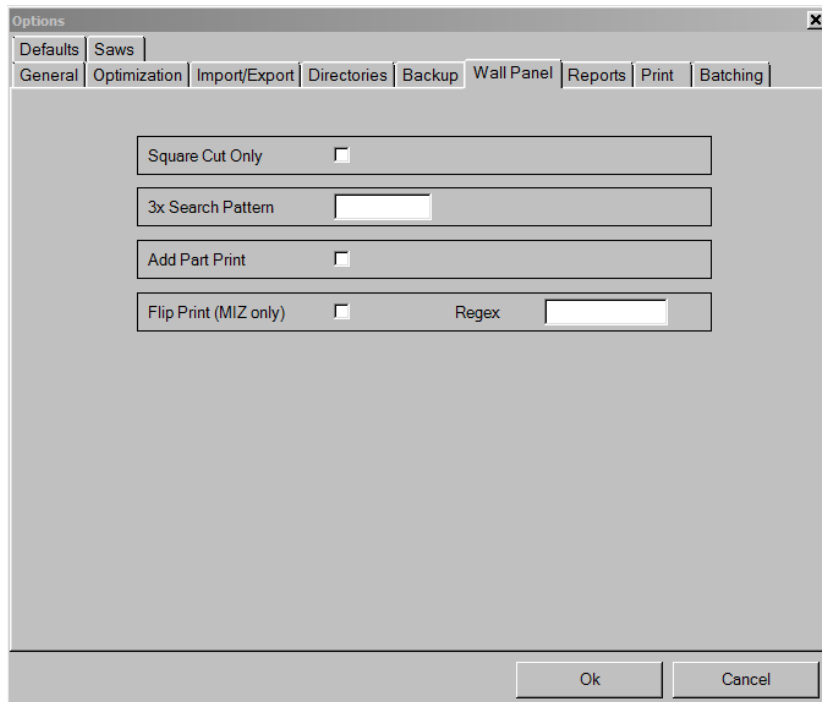 Options
Defaults Saws
General Optimization Import/Export Directories Backup Wall Panel Reports Print Batching
Square Cut Only
3x Search Pattern
Add Part Print
Flip Print (MIZ only) Regex
Ok Cancel